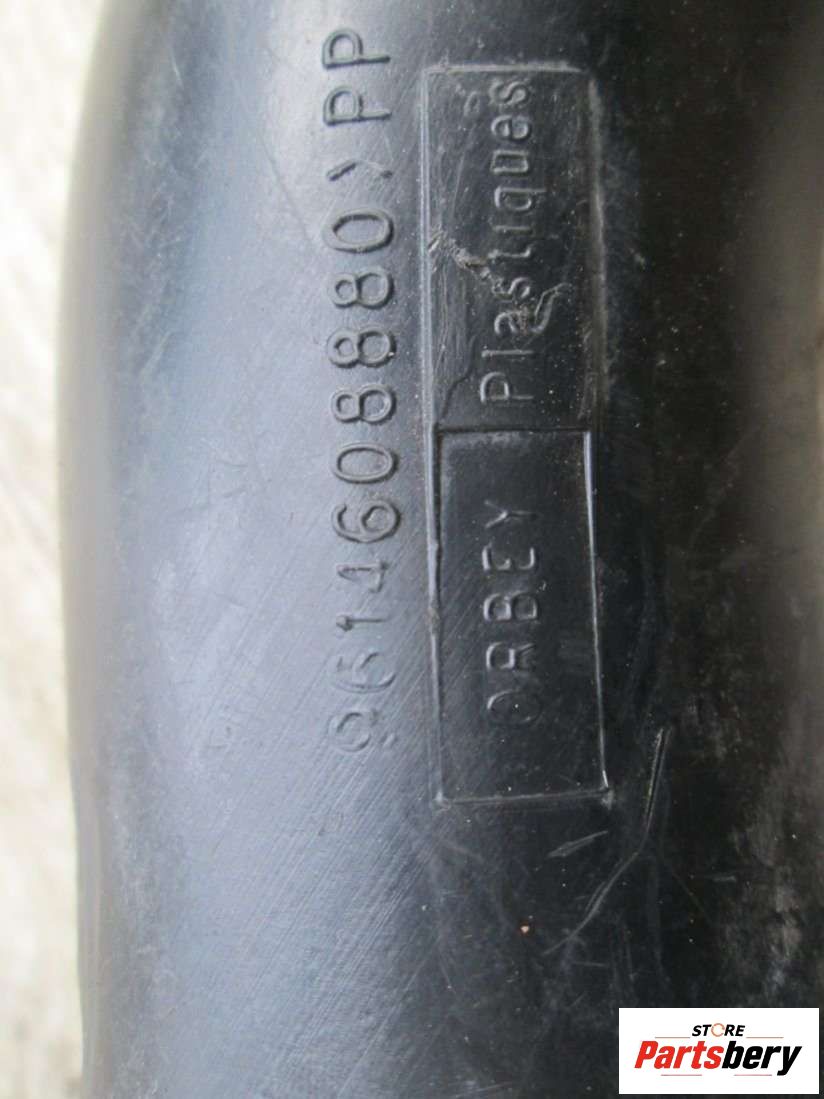 9614608880>PP
ORBEY Plastiques
STORE
Partsbery